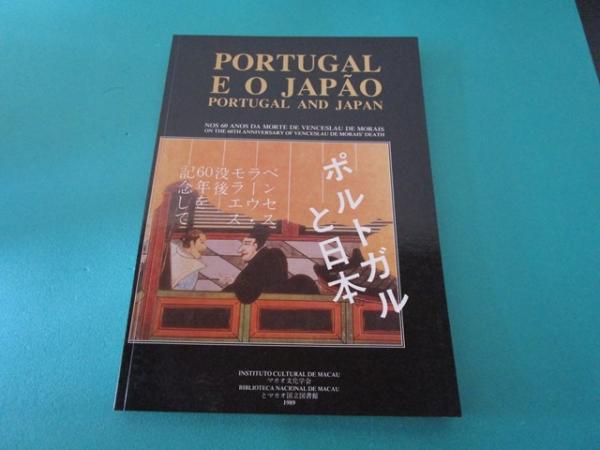 PORTUGAL
E O JAPÃO
PORTUGAL AND JAPAN
NOS 60 ANOS DA MORTE DE VENCESLAU DE MORAIS
ON THE 60TH ANNIVERSARY OF VENCESLAU DE MORAIS' DEATH
ポルトガル
と日本
ベンセス
ラーウ・
モラエス
没後
60年を
記念して
INSTITUTO CULTURAL DE MACAU
マカオ文化学会
BIBLIOTECA NACIONAL DE MACAU
とマカオ国立図書館
1989